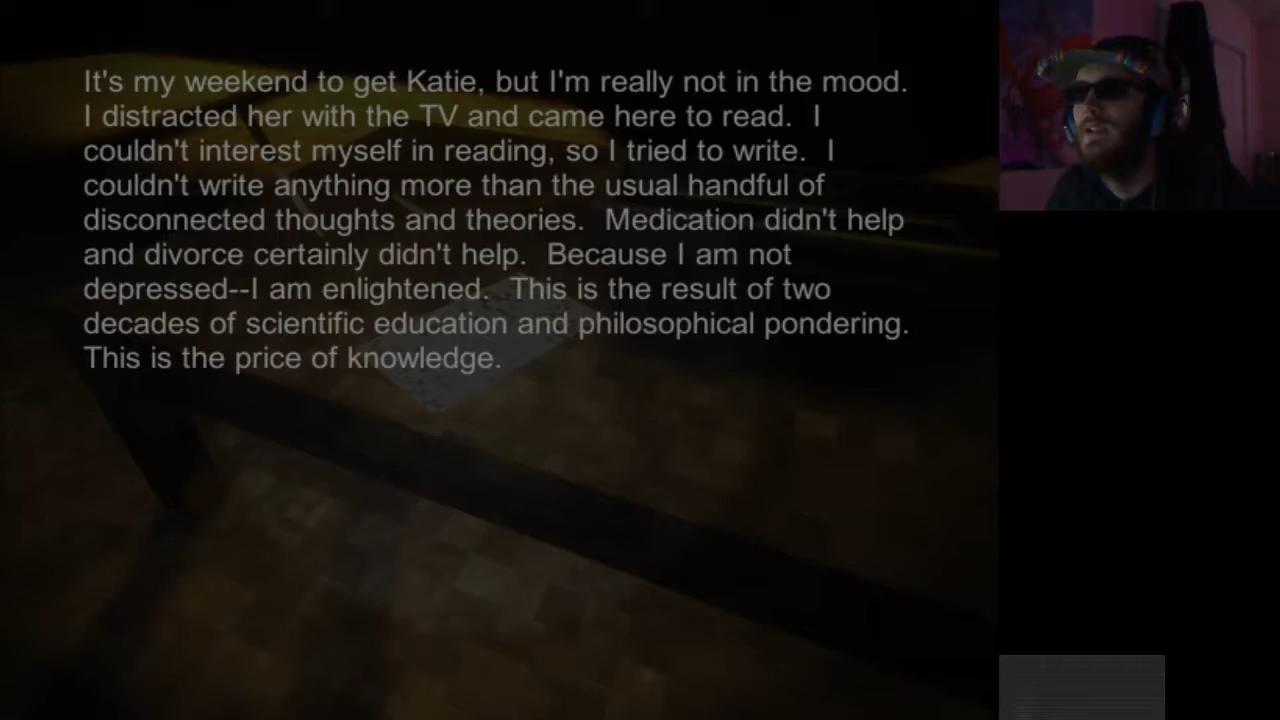 It's my weekend to get Katie, but I'm really not in the mood.
I distracted her with the TV and came here to read.  I
couldn't interest myself in reading, so I tried to write.  I
couldn't write anything more than the usual handful of
disconnected thoughts and theories.  Medication didn't help
and divorce certainly didn't help.  Because I am not
depressed--I am enlightened.  This is the result of two
decades of scientific education and philosophical pondering.
This is the price of knowledge.